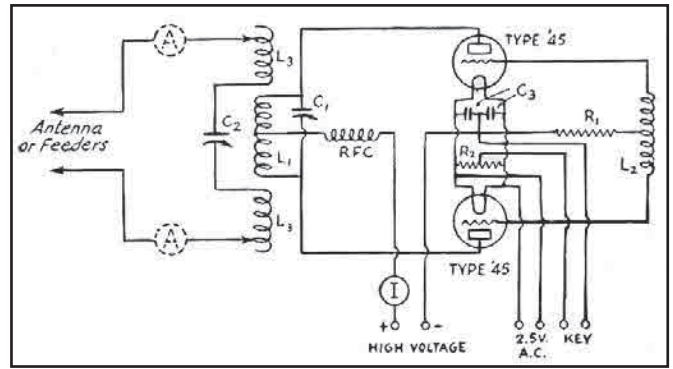 A
L3
C2
Antenna
or Feeders
L1
C1
RFC
L3
A
TYPE '45
C3
R1
R2
L2
TYPE '45
I
+ -
HIGH VOLTAGE
2.5V.
A.C.
KEY